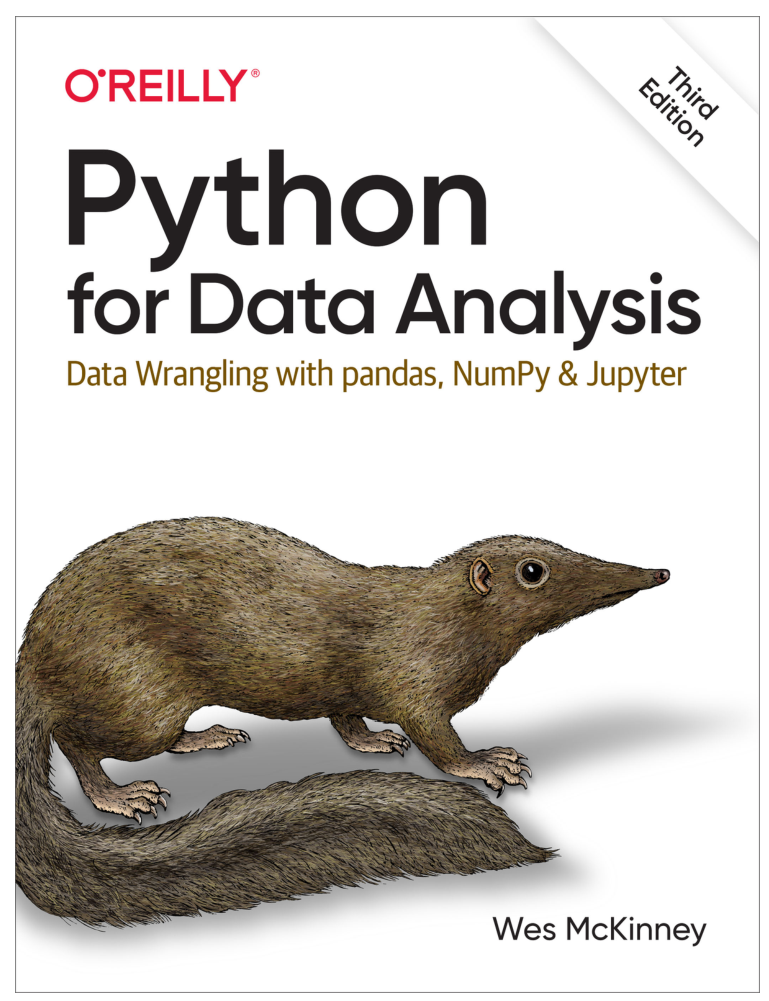 O'REILLY®
Third
Edition
Python
for Data Analysis
Data Wrangling with pandas, NumPy & Jupyter
Wes McKinney